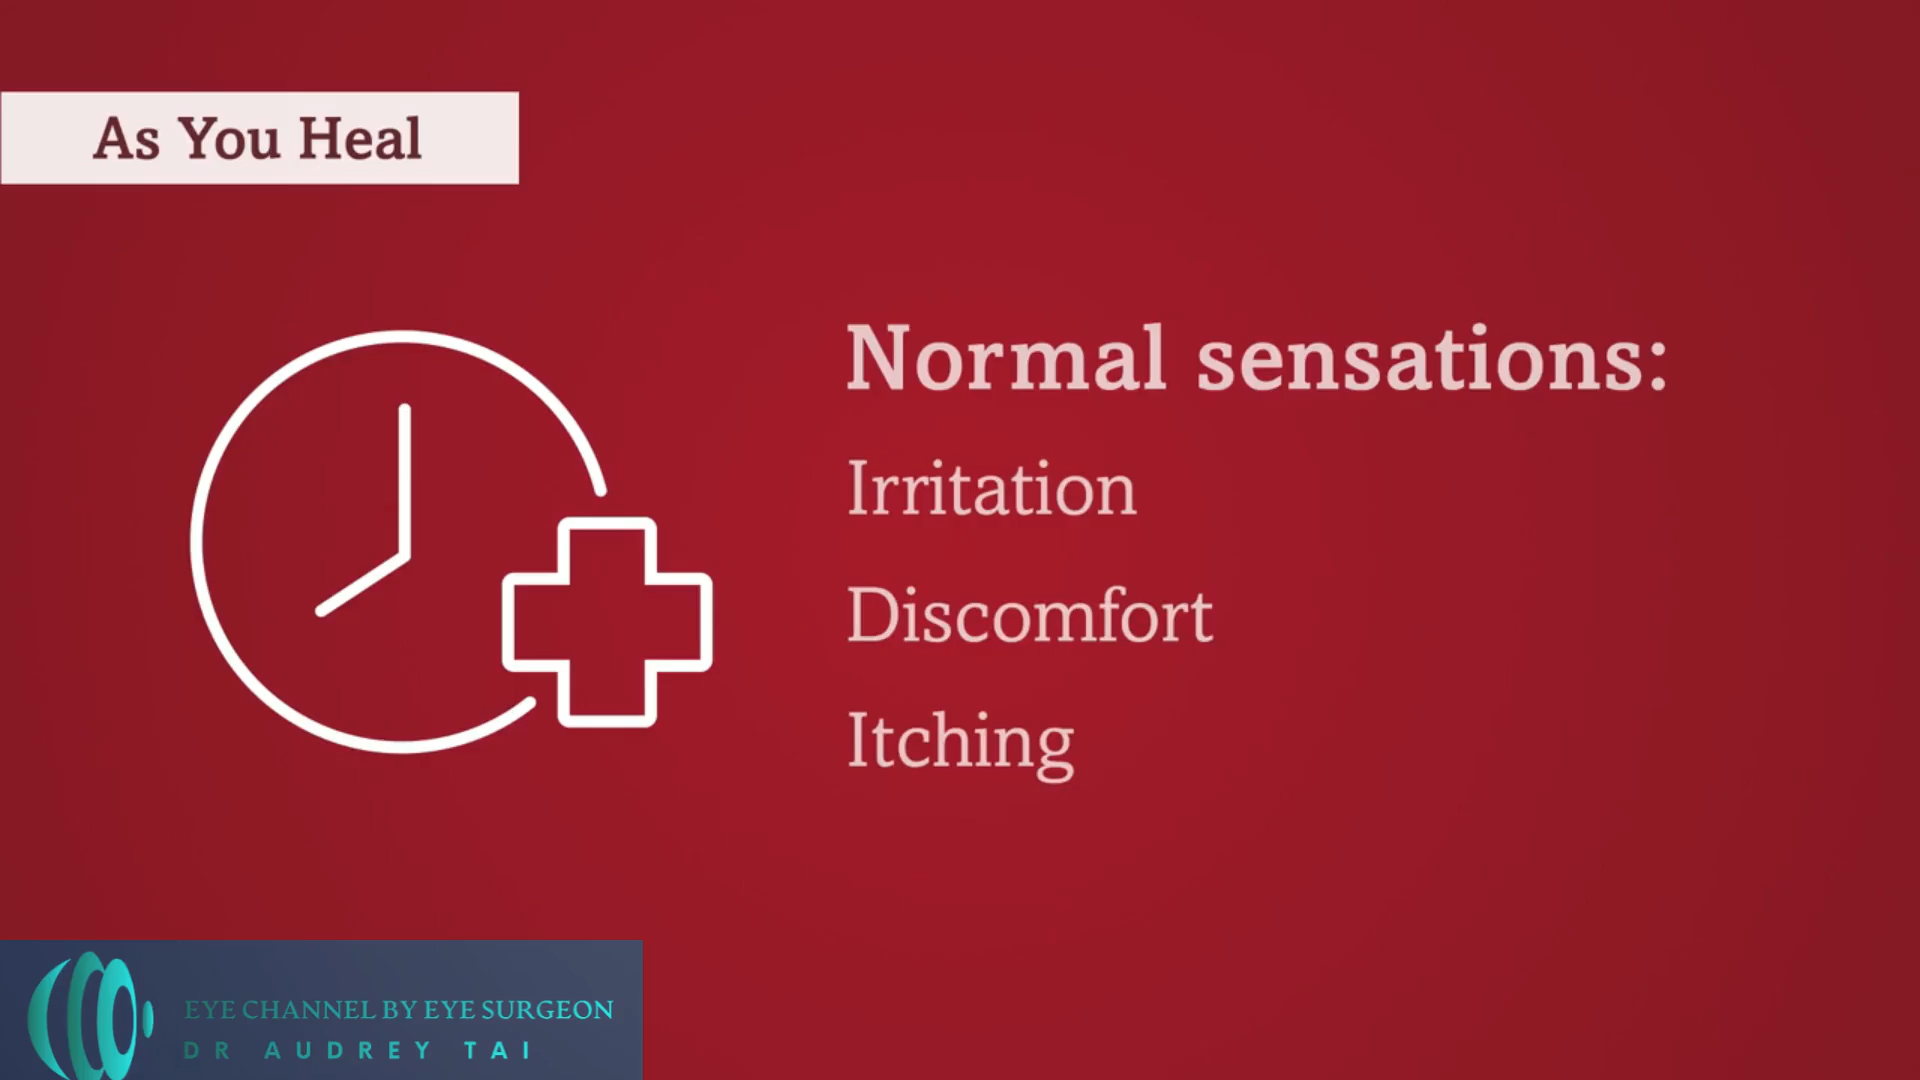 As You Heal
Normal sensations:
Irritation
Discomfort
Itching
EYE CHANNEL BY EYE SURGEON
DR AUDREY TAI